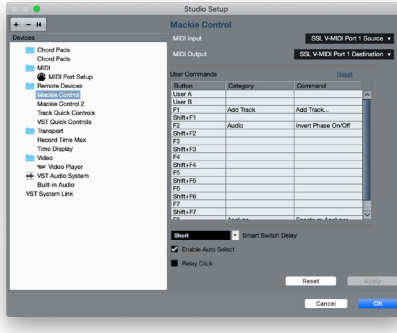 Studio Setup
Devices
Chord Pads
Chord Pads
MIDI
MIDI Port Setup
Remote Devices
Mackie Control
Mackie Control 2
Track Quick Controls
VST Quick Controls
Transport
Record Time Max
Time Display
Video
Video Player
VST Audio System
Built-in Audio
VST System Link
Mackie Control
MIDI Input SSL V-MIDI Port 1 Source
MIDI Output SSL V-MIDI Port 1 Destination
User Commands Reset
Button Category Command
User A
User B
F1 Add Track Add Track...
Shift+F1
F2 Audio Invert Phase On/Off
Shift+F2
F3
Shift+F3
F4
Shift+F4
F5
Shift+F5
F6
Shift+F6
F7
Shift+F7
F8 Analyze Spectrum Analyzer
Short Smart Switch Delay
Enable Auto Select
Relay Click
Reset Apply
Cancel OK